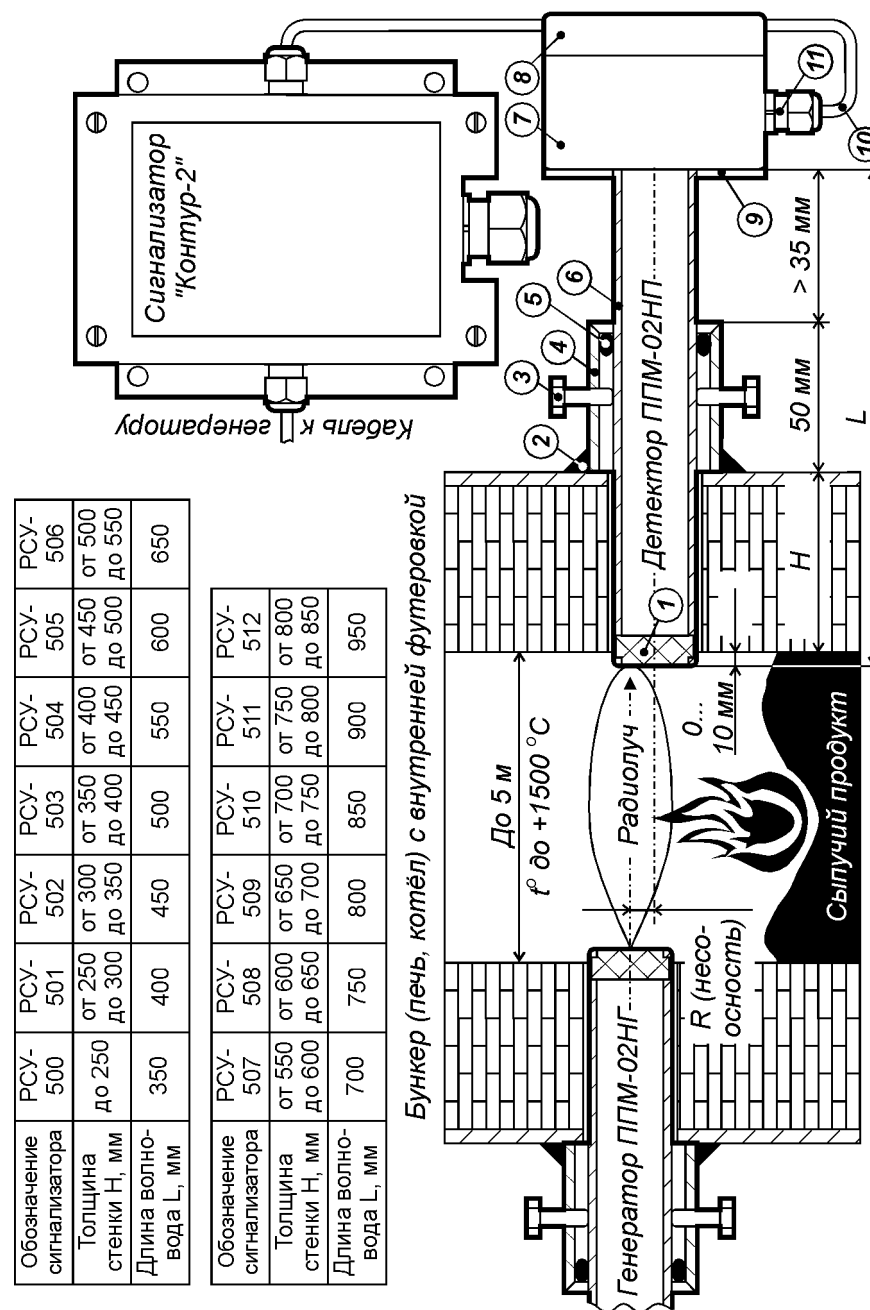 Сигнализатор
"Контур-2"
Кабель к генератору
Обозначение
сигнализатора
РСУ-
500
РСУ-
501
РСУ-
502
РСУ-
503
РСУ-
504
РСУ-
505
РСУ-
506
Толщина
стенки Н, мм
до 250
от 250
до 300
от 300
до 350
от 350
до 400
от 400
до 450
от 450
до 500
от 500
до 550
Длина волно-
вода L, мм
350
400
450
500
550
600
650
Обозначение
сигнализатора
РСУ-
507
РСУ-
508
РСУ-
509
РСУ-
510
РСУ-
511
РСУ-
512
Толщина
стенки Н, мм
от 550
до 600
от 600
до 650
от 650
до 700
от 700
до 750
от 750
до 800
от 800
до 850
Длина волно-
вода L, мм
700
750
800
850
900
950
Бункер (печь, котёл) с внутренней футеровкой
До 5 м
t° до +1500 °C
Радиолуч
Генератор ППМ-02НГ
Детектор ППМ-02НП
R (несо-
осность)
0...
10 мм
H
50 мм
> 35 мм
L
Сыпучий продукт
1
2
3
4
5
6
7
8
9
10
11